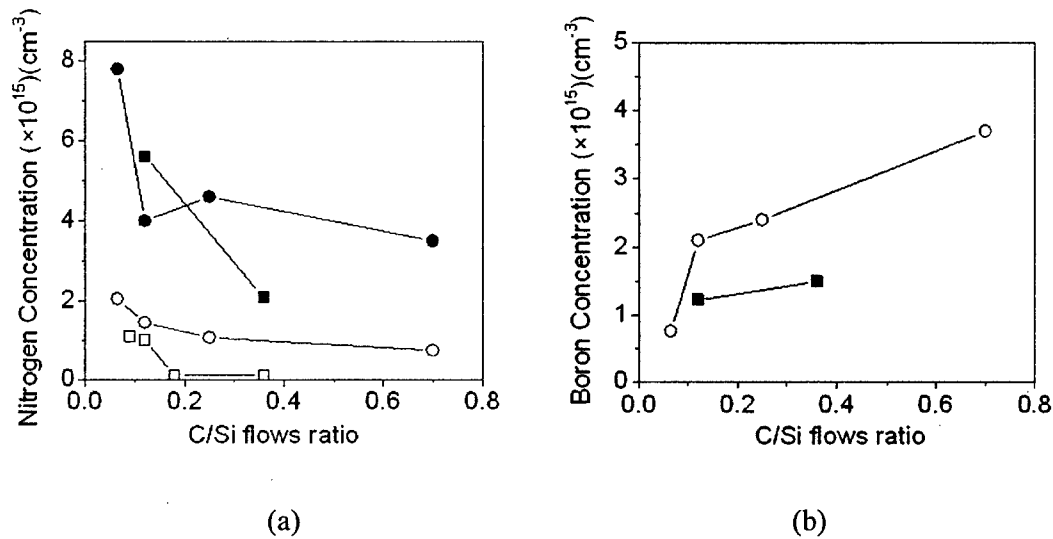 Nitrogen Concentration (×10¹⁵)(cm⁻³)
8
6
4
2
0
0.0 0.2 0.4 0.6 0.8
C/Si flows ratio
(a)
Boron Concentration (×10¹⁵)(cm⁻³
5
4
3
2
1
0
0.0 0.2 0.4 0.6 0.8
C/Si flows ratio
(b)